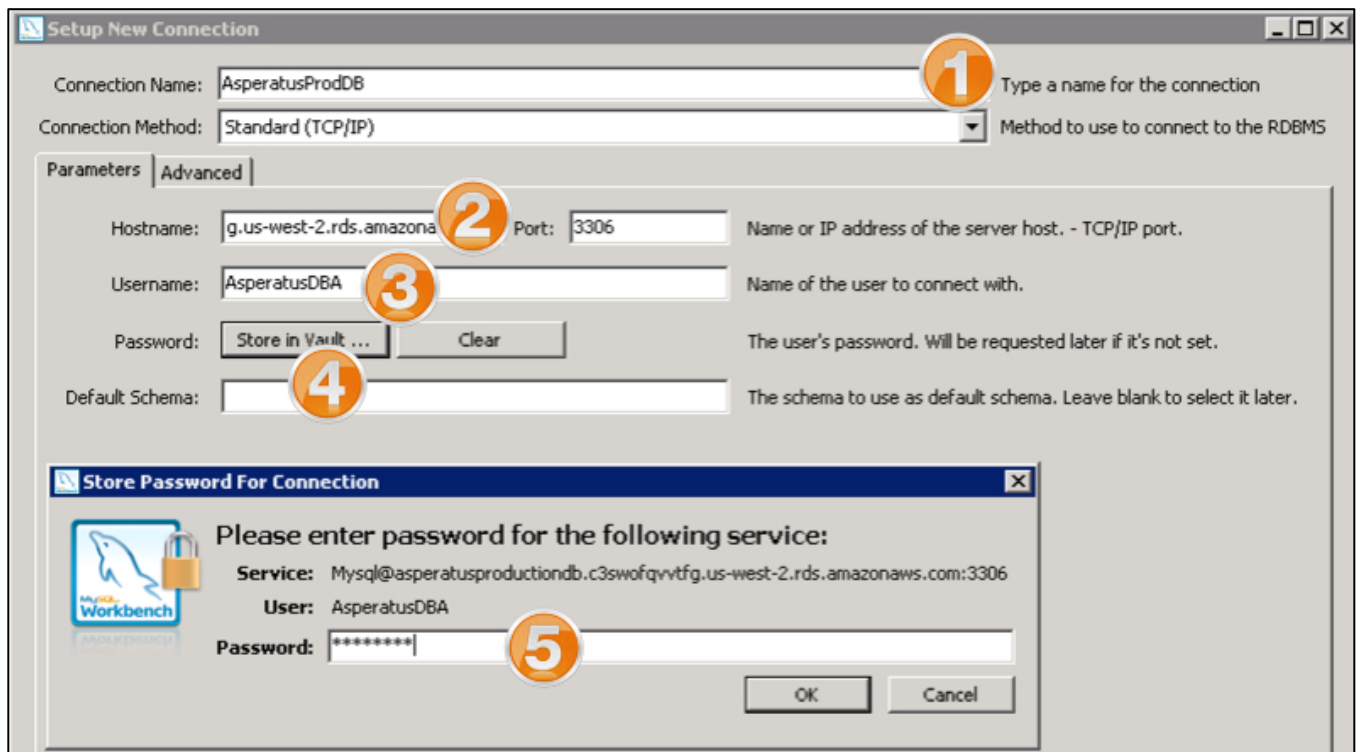 Setup New Connection
Connection Name: AsperatusProdDB 1 Type a name for the connection
Connection Method: Standard (TCP/IP) Method to use to connect to the RDBMS
Parameters Advanced
Hostname: g.us-west-2.rds.amazona 2 Port: 3306 Name or IP address of the server host. - TCP/IP port.
Username: AsperatusDBA 3 Name of the user to connect with.
Password: Store in Vault ... Clear The user's password. Will be requested later if it's not set.
4
Default Schema: The schema to use as default schema. Leave blank to select it later.
Store Password For Connection
Please enter password for the following service:
Service: Mysql@asperatusproductiondb.c3swofqvvtfg.us-west-2.rds.amazonaws.com:3306
User: AsperatusDBA
MySQL
Workbench
Password: ******** 5
OK Cancel